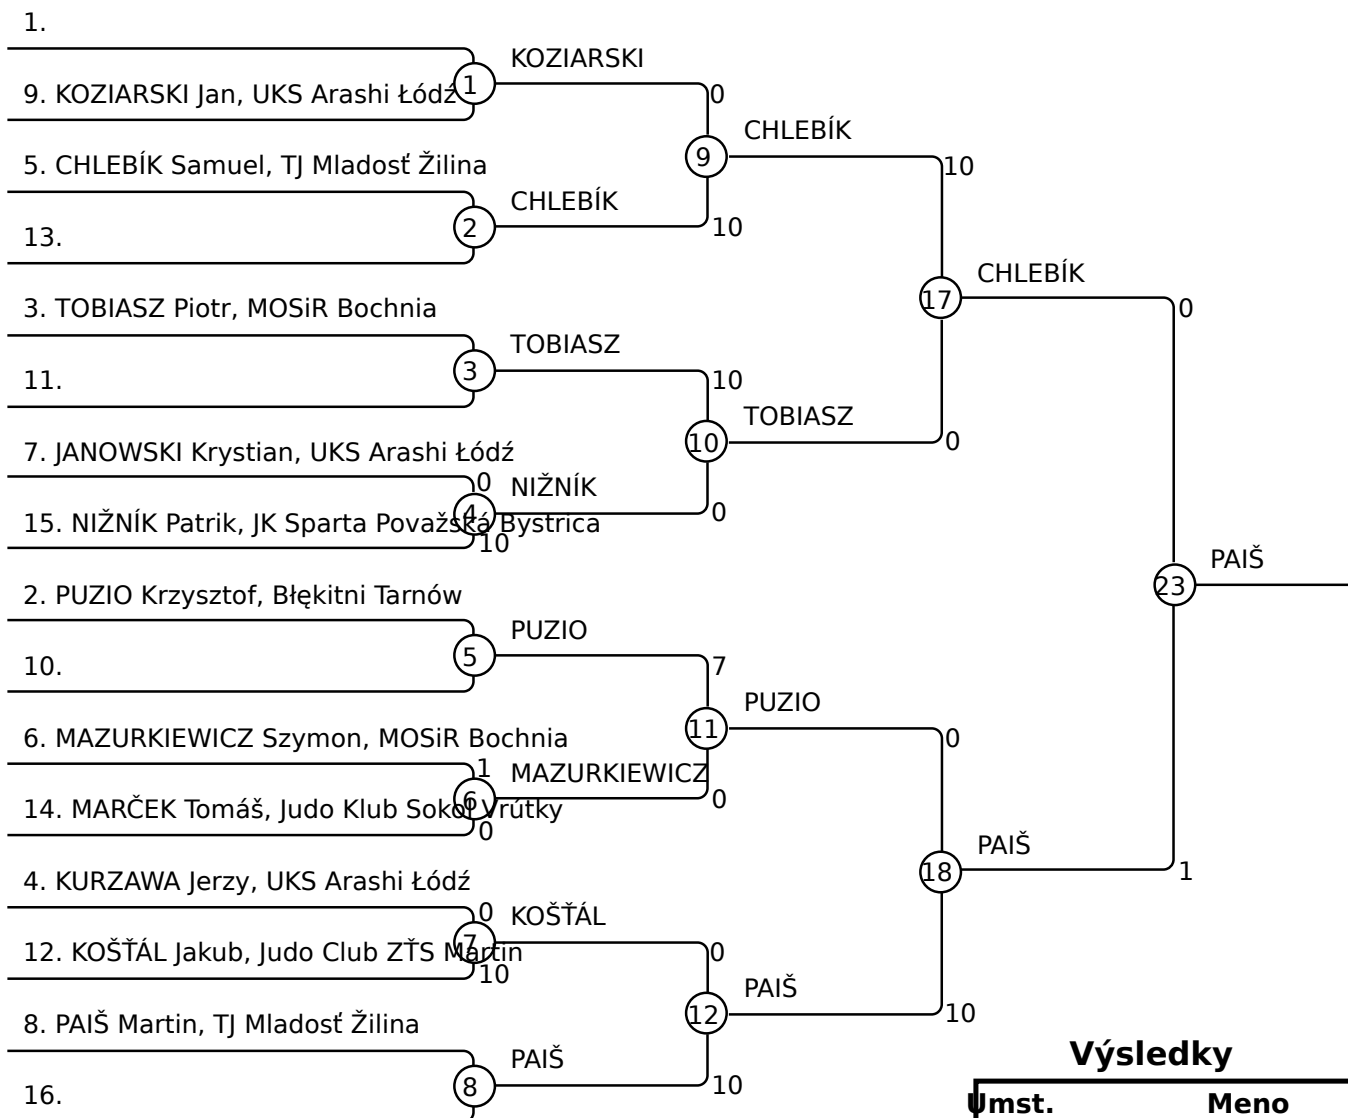 1.
KOZIARSKI
9. KOZIARSKI Jan, UKS Arashi Łódź
1
0
CHLEBÍK
9
10
5. CHLEBÍK Samuel, TJ Mladosť Žilina
CHLEBÍK
2
10
13.
CHLEBÍK
17
0
3. TOBIASZ Piotr, MOSiR Bochnia
TOBIASZ
3
10
11.
TOBIASZ
10
0
7. JANOWSKI Krystian, UKS Arashi Łódź
0
NIŽNÍK
4
0
15. NIŽNÍK Patrik, JK Sparta Považská Bystrica
10
PAIŠ
23
2. PUZIO Krzysztof, Błękitni Tarnów
PUZIO
5
7
10.
PUZIO
11
0
6. MAZURKIEWICZ Szymon, MOSiR Bochnia
1
MAZURKIEWICZ
6
0
14. MARČEK Tomáš, Judo Klub Sokol Vrútky
0
PAIŠ
18
1
4. KURZAWA Jerzy, UKS Arashi Łódź
0
KOŠŤÁL
7
0
12. KOŠŤÁL Jakub, Judo Club ZŤS Martin
10
PAIŠ
12
10
8. PAIŠ Martin, TJ Mladosť Žilina
PAIŠ
8
10
16.
Výsledky
Umst. Meno